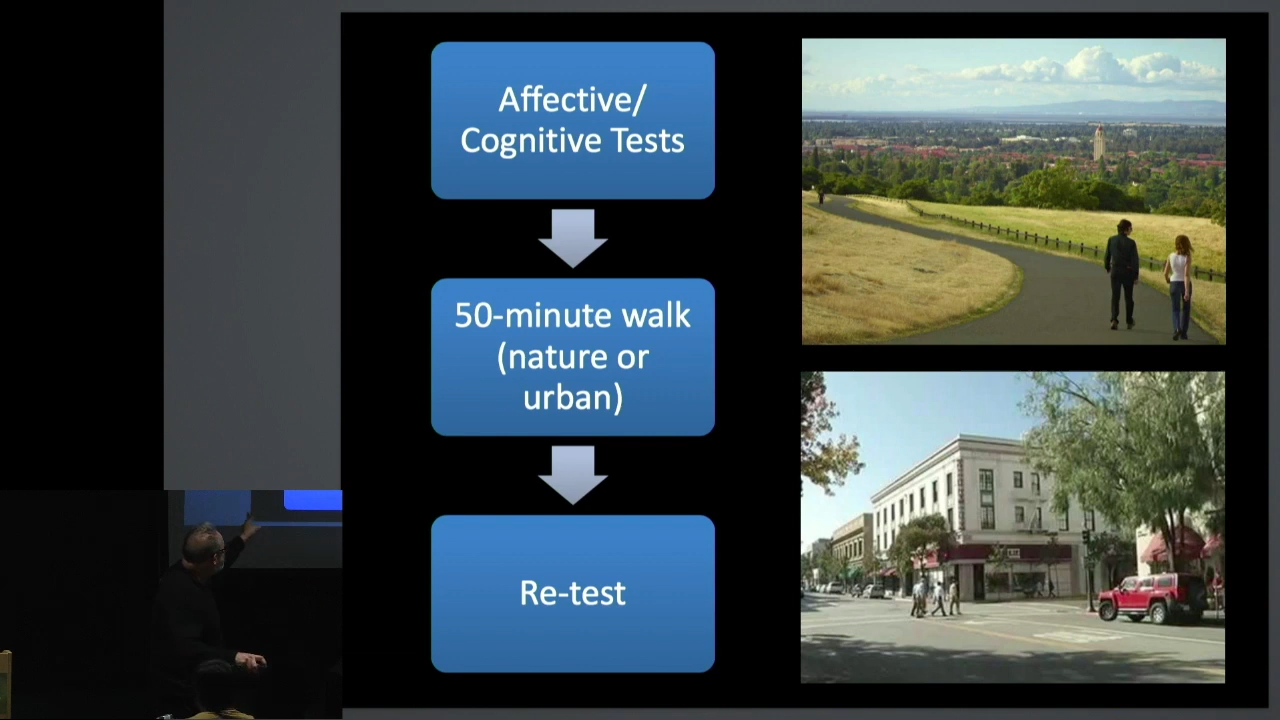 Affective/
Cognitive Tests
50-minute walk
(nature or
urban)
Re-test